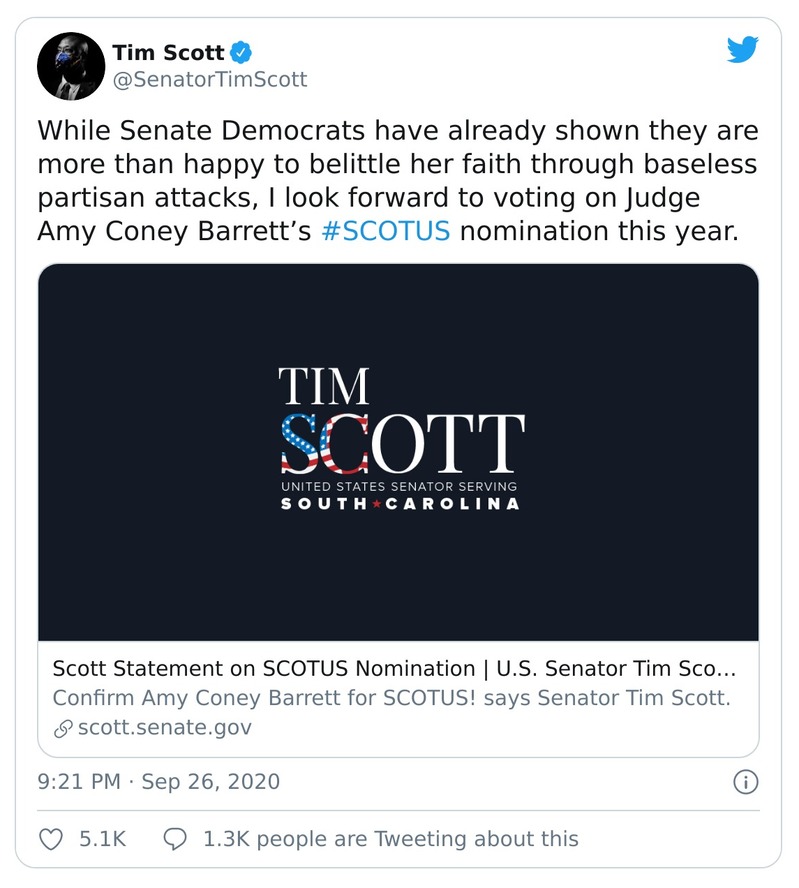 Tim Scott
@SenatorTimScott
While Senate Democrats have already shown they are
more than happy to belittle her faith through baseless
partisan attacks, I look forward to voting on Judge
Amy Coney Barrett’s #SCOTUS nomination this year.
TIM
SCOTT
UNITED STATES SENATOR SERVING
SOUTH★CAROLINA
Scott Statement on SCOTUS Nomination | U.S. Senator Tim Sco…
Confirm Amy Coney Barrett for SCOTUS! says Senator Tim Scott.
scott.senate.gov
9:21 PM · Sep 26, 2020
5.1K 1.3K people are Tweeting about this